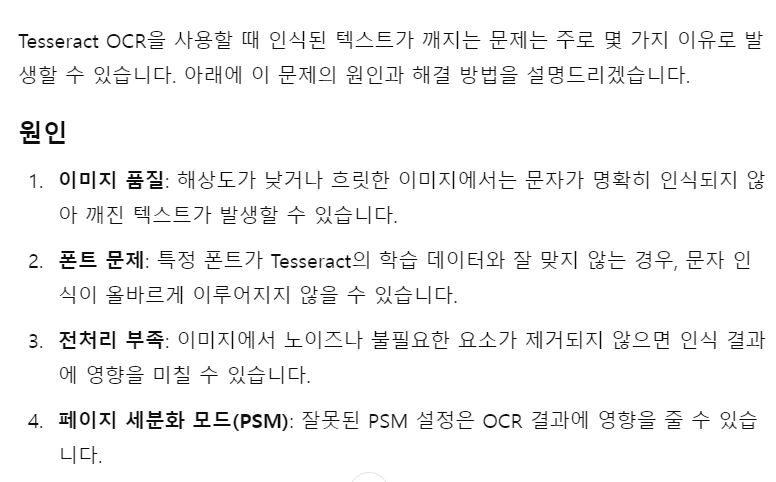 Tesseract OCR을 사용할 때 인식된 텍스트가 깨지는 문제는 주로 몇 가지 이유로 발
생할 수 있습니다. 아래에 이 문제의 원인과 해결 방법을 설명드리겠습니다.
원인
1. 이미지 품질: 해상도가 낮거나 흐릿한 이미지에서는 문자가 명확히 인식되지 않
아 깨진 텍스트가 발생할 수 있습니다.
2. 폰트 문제: 특정 폰트가 Tesseract의 학습 데이터와 잘 맞지 않는 경우, 문자 인
식이 올바르게 이루어지지 않을 수 있습니다.
3. 전처리 부족: 이미지에서 노이즈나 불필요한 요소가 제거되지 않으면 인식 결과
에 영향을 미칠 수 있습니다.
4. 페이지 세분화 모드(PSM): 잘못된 PSM 설정은 OCR 결과에 영향을 줄 수 있습
니다.